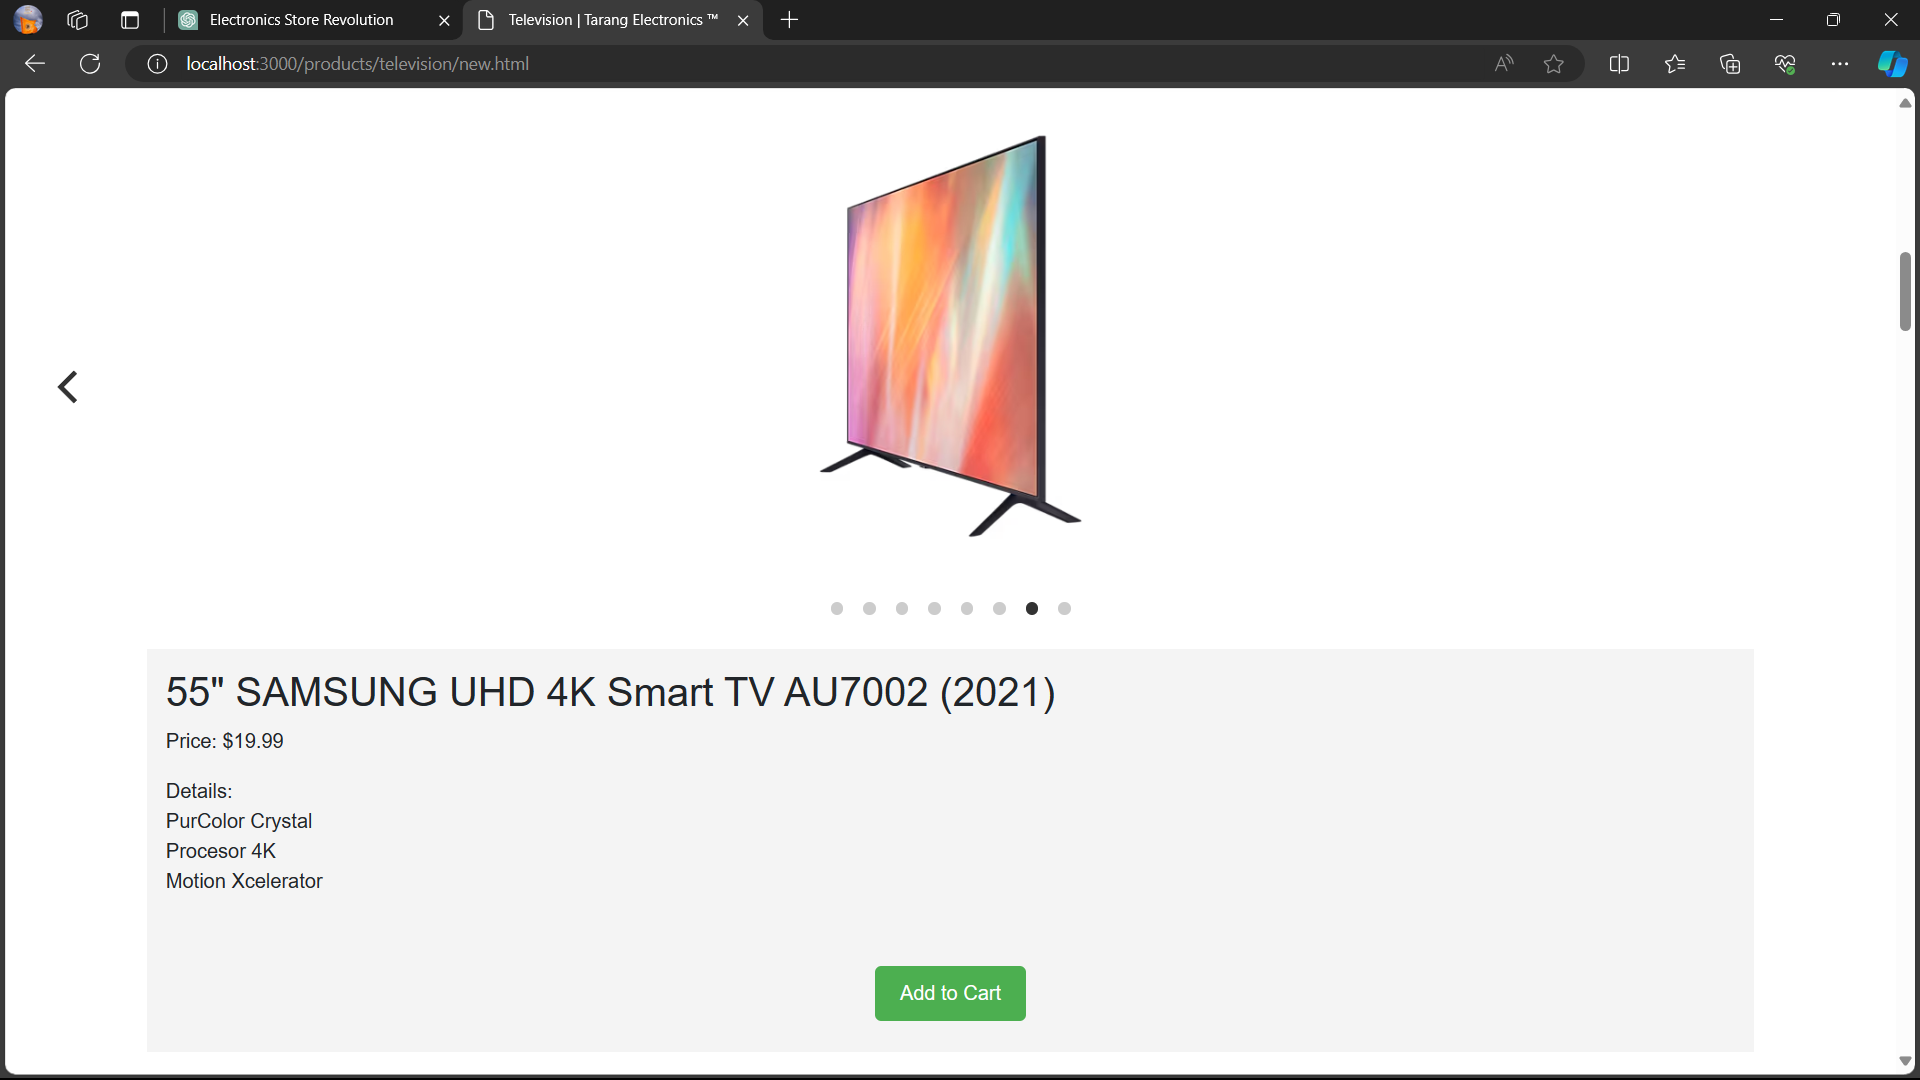 Electronics Store Revolution
Television | Tarang Electronics ™
localhost:3000/products/television/new.html
55" SAMSUNG UHD 4K Smart TV AU7002 (2021)
Price: $19.99
Details:
PurColor Crystal
Procesor 4K
Motion Xcelerator
Add to Cart